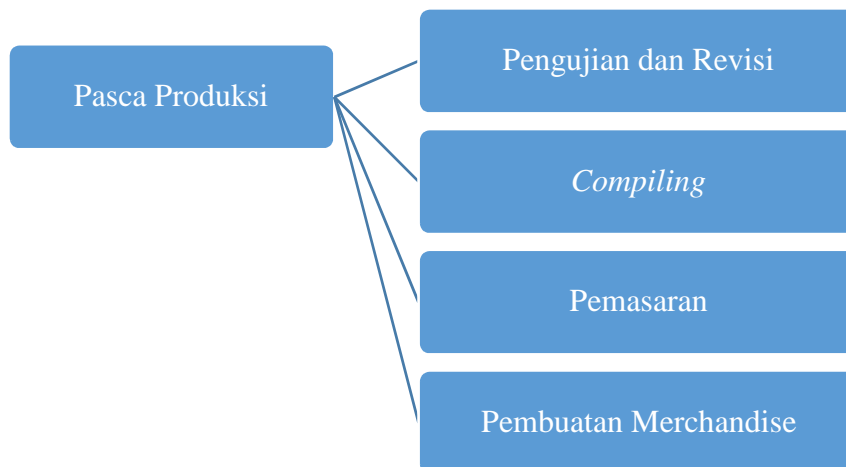 Pasca Produksi
Pengujian dan Revisi
Compiling
Pemasaran
Pembuatan Merchandise